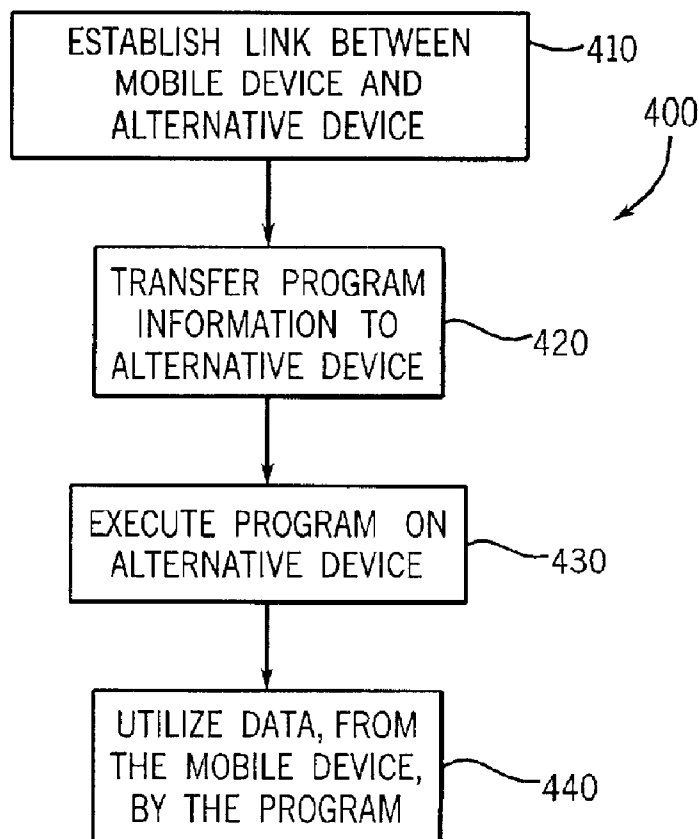 ESTABLISH LINK BETWEEN
MOBILE DEVICE AND
ALTERNATIVE DEVICE
410
400
TRANSFER PROGRAM
INFORMATION TO
ALTERNATIVE DEVICE
420
EXECUTE PROGRAM ON
ALTERNATIVE DEVICE
430
UTILIZE DATA, FROM
THE MOBILE DEVICE,
BY THE PROGRAM
440